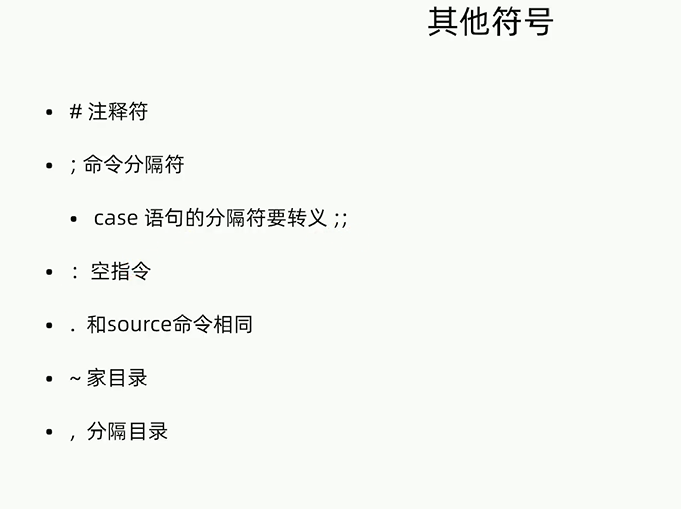 其他符号
• # 注释符
• ; 命令分隔符
• case 语句的分隔符要转义 ;;
• : 空指令
• . 和source命令相同
• ~ 家目录
• , 分隔目录